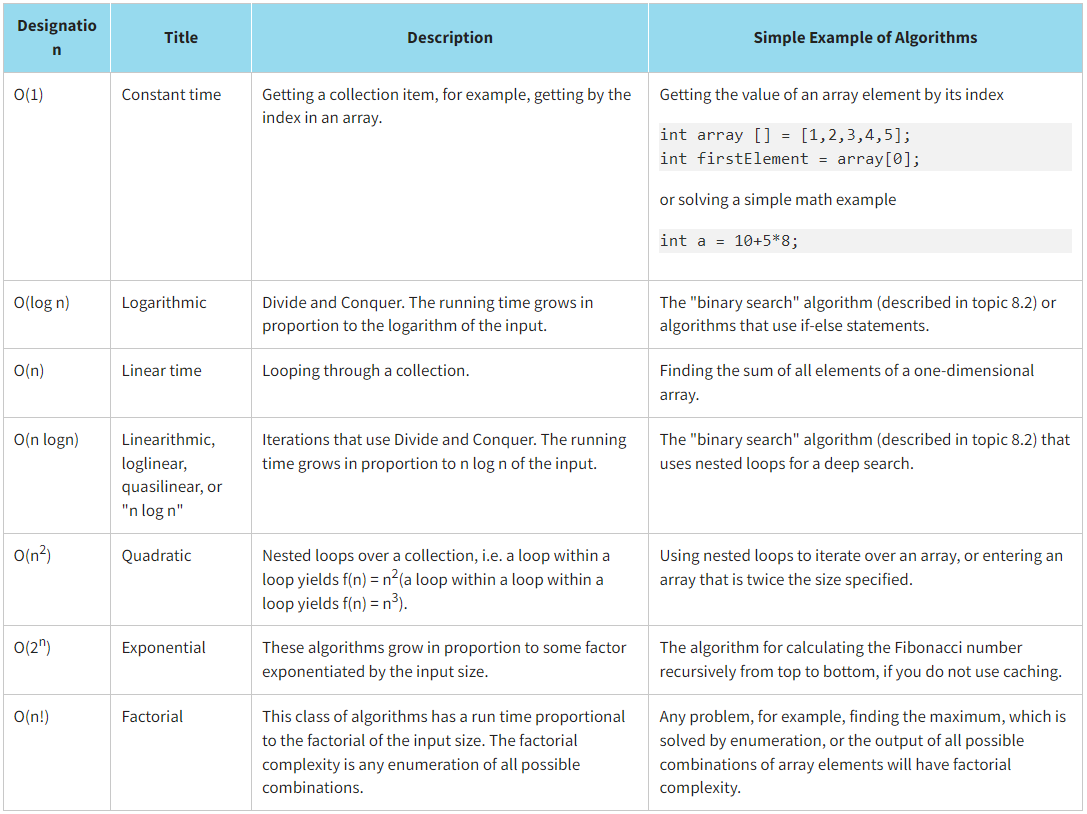 Designatio
n
Title
Description
Simple Example of Algorithms
O(1)
Constant time
Getting a collection item, for example, getting by the
index in an array.
Getting the value of an array element by its index
int array [] = [1,2,3,4,5];
int firstElement = array[0];
or solving a simple math example
int a = 10+5*8;
O(log n)
Logarithmic
Divide and Conquer. The running time grows in
proportion to the logarithm of the input.
The "binary search" algorithm (described in topic 8.2) or
algorithms that use if-else statements.
O(n)
Linear time
Looping through a collection.
Finding the sum of all elements of a one-dimensional
array.
O(n logn)
Linearithmic,
loglinear,
quasilinear, or
"n log n"
Iterations that use Divide and Conquer. The running
time grows in proportion to n log n of the input.
The "binary search" algorithm (described in topic 8.2) that
uses nested loops for a deep search.
O(n²)
Quadratic
Nested loops over a collection, i.e. a loop within a
loop yields f(n) = n²(a loop within a loop within a
loop yields f(n) = n³).
Using nested loops to iterate over an array, or entering an
array that is twice the size specified.
O(2ⁿ)
Exponential
These algorithms grow in proportion to some factor
exponentiated by the input size.
The algorithm for calculating the Fibonacci number
recursively from top to bottom, if you do not use caching.
O(n!)
Factorial
This class of algorithms has a run time proportional
to the factorial of the input size. The factorial
complexity is any enumeration of all possible
combinations.
Any problem, for example, finding the maximum, which is
solved by enumeration, or the output of all possible
combinations of array elements will have factorial
complexity.